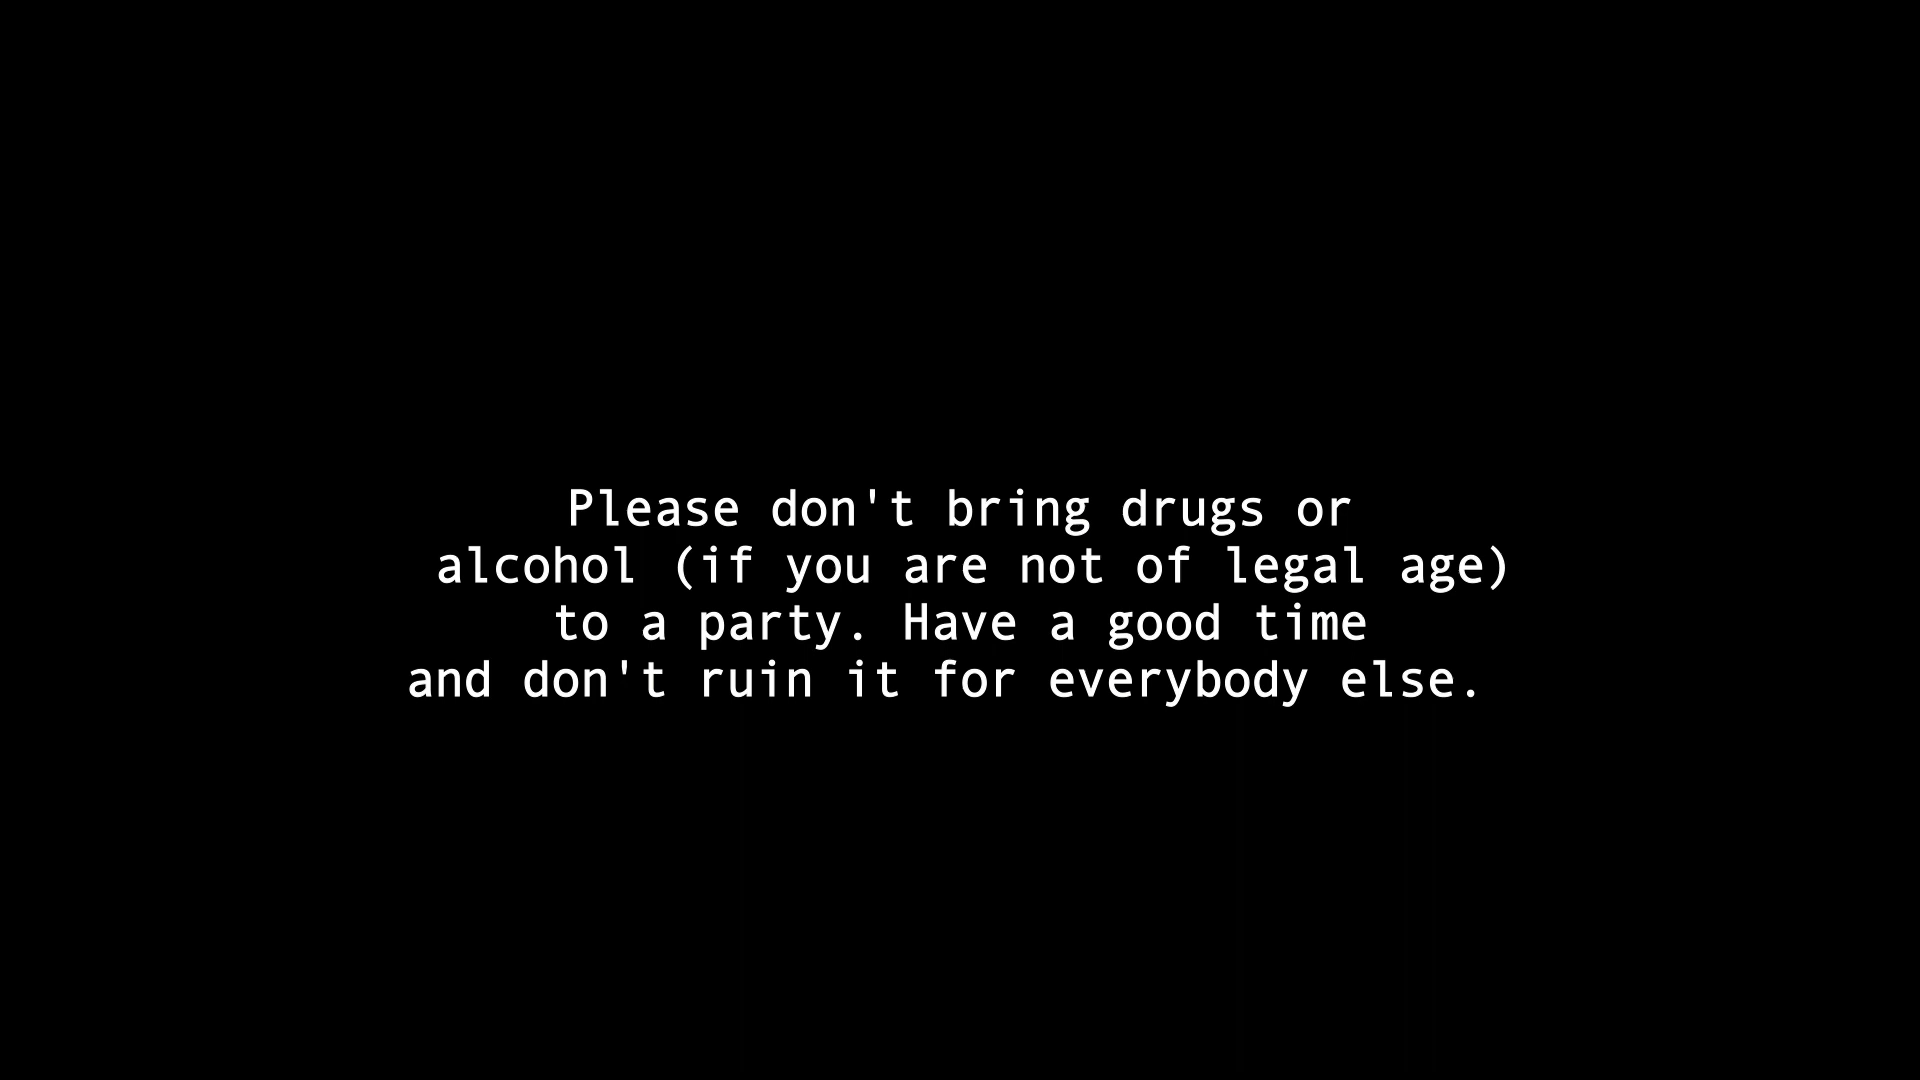 Please don't bring drugs or
alcohol (if you are not of legal age)
to a party. Have a good time
and don't ruin it for everybody else.